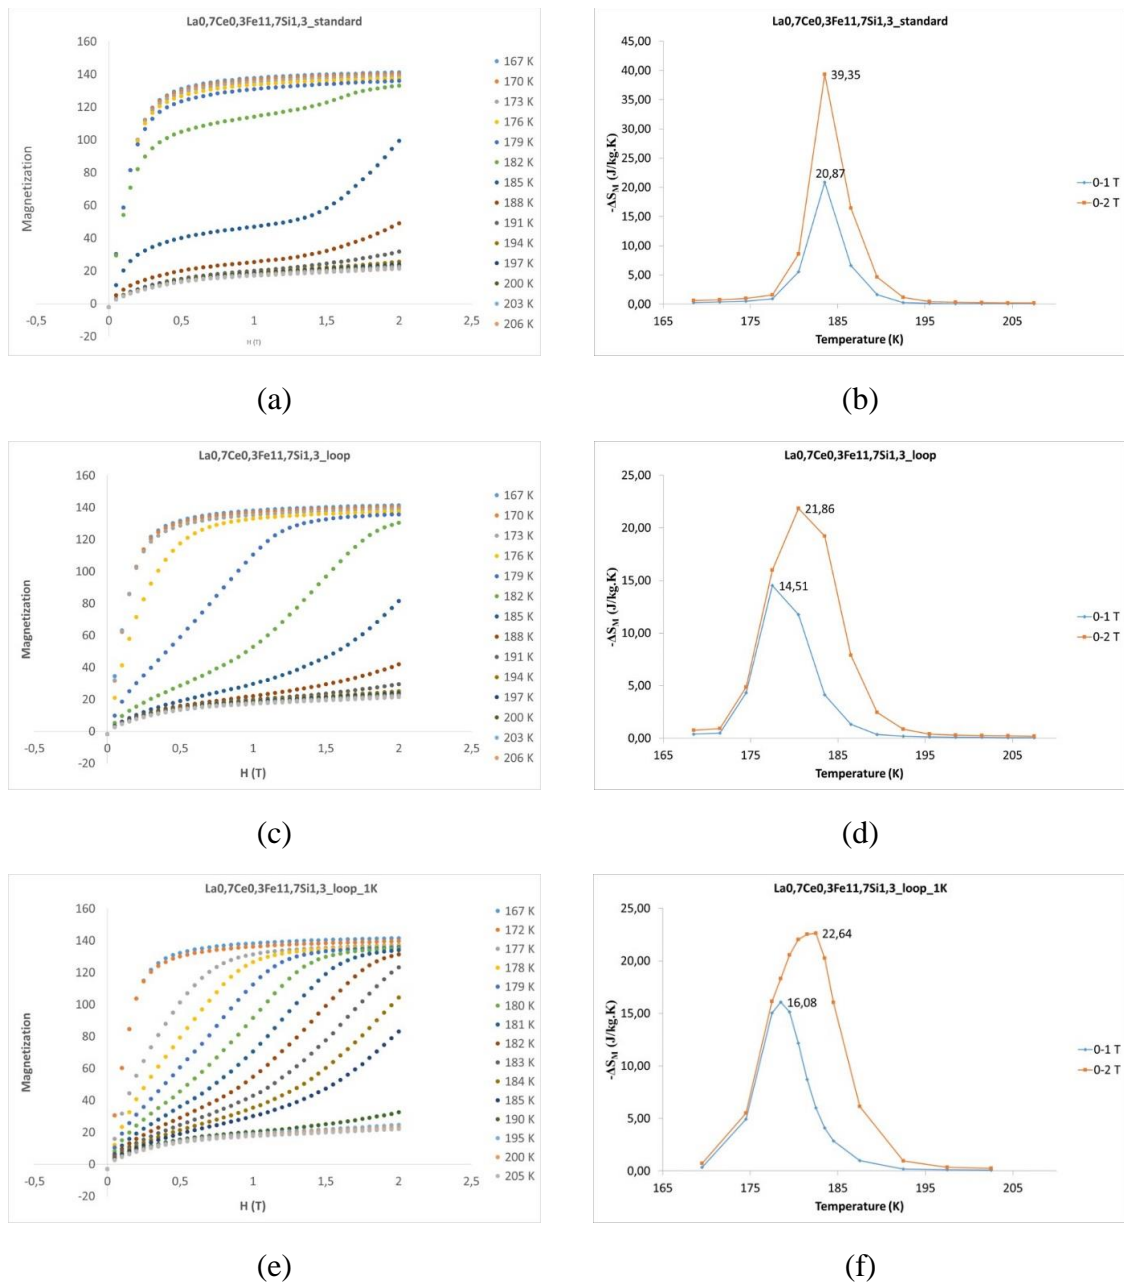 La0,7Ce0,3Fe11,7Si1,3_standard
160
140
120
100
80
60
40
20
0
-20
-0,5
0
0,5
1
1,5
2
2,5
Magnetization
H (T)
167 K
170 K
173 K
176 K
179 K
182 K
185 K
188 K
191 K
194 K
197 K
200 K
203 K
206 K
(a)
La0,7Ce0,3Fe11,7Si1,3_standard
45,00
40,00
35,00
30,00
25,00
20,00
15,00
10,00
5,00
0,00
165
175
185
195
205
-ΔSM (J/kg.K)
Temperature (K)
39,35
20,87
0-1 T
0-2 T
(b)
La0,7Ce0,3Fe11,7Si1,3_loop
160
140
120
100
80
60
40
20
0
-20
-0,5
0
0,5
1
1,5
2
2,5
Magnetization
H (T)
167 K
170 K
173 K
176 K
179 K
182 K
185 K
188 K
191 K
194 K
197 K
200 K
203 K
206 K
(c)
La0,7Ce0,3Fe11,7Si1,3_loop
25,00
20,00
15,00
10,00
5,00
0,00
165
175
185
195
205
-ΔSM (J/kg.K)
Temperature (K)
21,86
14,51
0-1 T
0-2 T
(d)
La0,7Ce0,3Fe11,7Si1,3_loop_1K
160
140
120
100
80
60
40
20
0
-20
-0,5
0
0,5
1
1,5
2
2,5
Magnetization
H (T)
167 K
172 K
177 K
178 K
179 K
180 K
181 K
182 K
183 K
184 K
185 K
190 K
195 K
200 K
205 K
(e)
La0,7Ce0,3Fe11,7Si1,3_loop_1K
25,00
20,00
15,00
10,00
5,00
0,00
165
175
185
195
205
-ΔSM (J/kg.K)
Temperature (K)
22,64
16,08
0-1 T
0-2 T
(f)